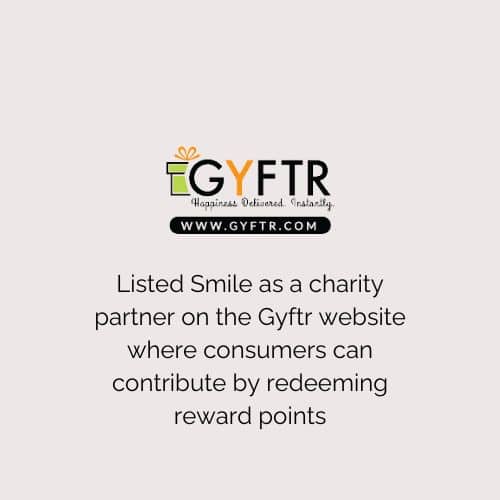 GYFTR
Happiness Delivered. Instantly.
WWW.GYFTR.COM
Listed Smile as a charity
partner on the Gyftr website
where consumers can
contribute by redeeming
reward points